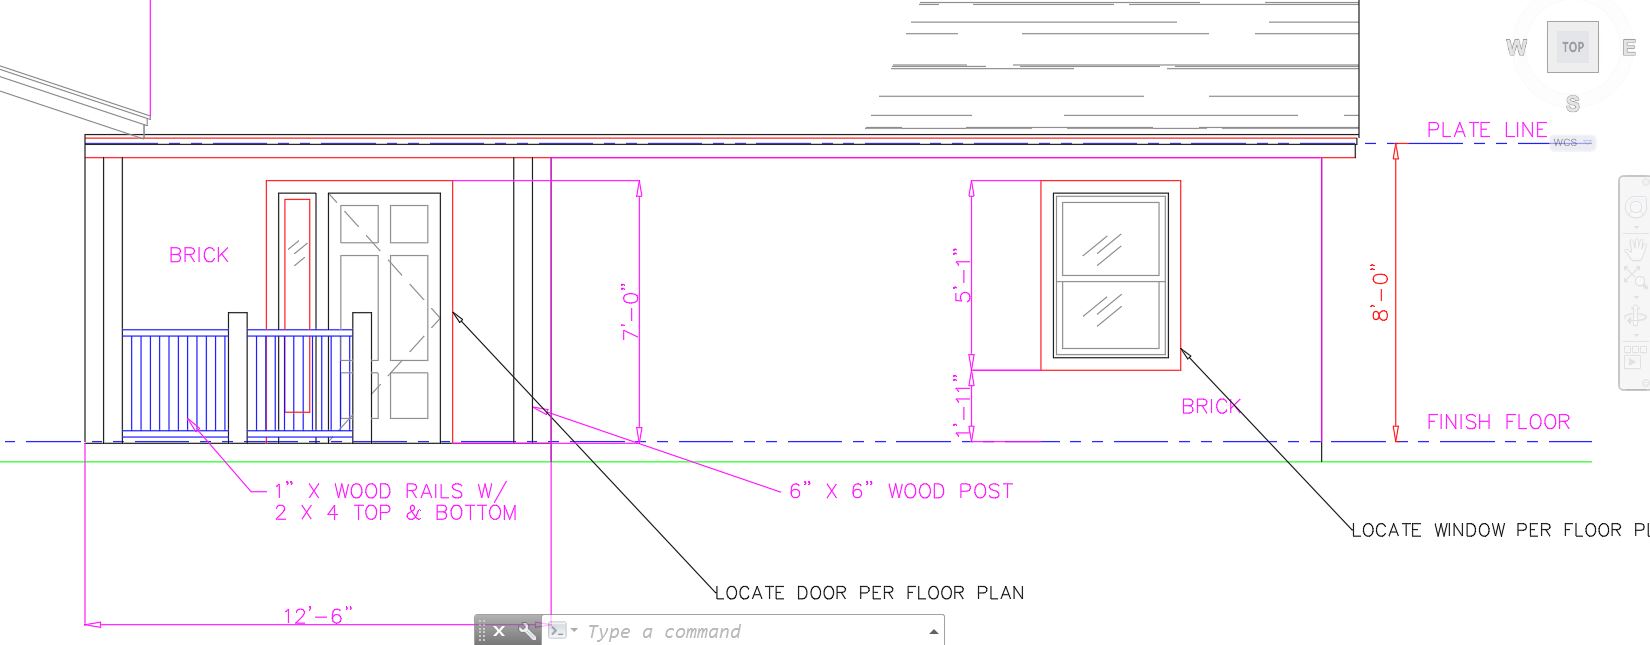 W
TOP
E
S
PLATE LINE
WCS
BRICK
7'-0"
5'-1"
8'-0"
1'-11"
BRICK
FINISH FLOOR
1" X WOOD RAILS W/
2 X 4 TOP & BOTTOM
6" X 6" WOOD POST
LOCATE WINDOW PER FLOOR PL
LOCATE DOOR PER FLOOR PLAN
12'-6"
Type a command